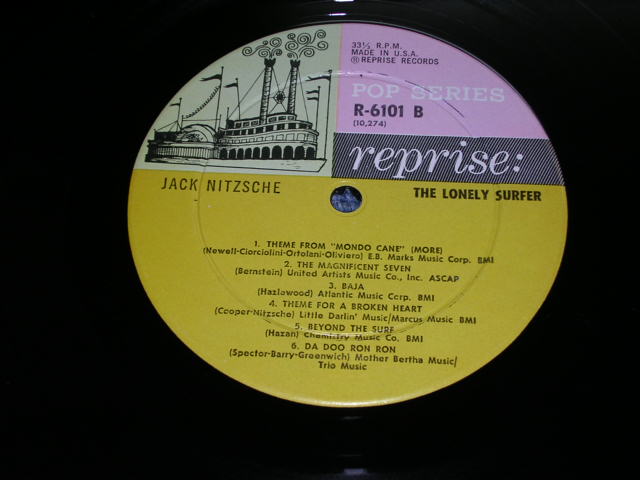 33⅓ R.P.M.
MADE IN U.S.A.
Ⓡ REPRISE RECORDS
POP SERIES
R-6101 B
(10,274)
reprise:
JACK NITZSCHE
THE LONELY SURFER
1. THEME FROM "MONDO CANE" (MORE)
(Newell-Ciorciolini-Ortolani-Oliviero) E.B. Marks Music Corp. BMI
2. THE MAGNIFICENT SEVEN
(Bernstein) United Artists Music Co., Inc. ASCAP
3. BAJA
(Hazlewood) Atlantic Music Corp. BMI
4. THEME FOR A BROKEN HEART
(Cooper-Nitzsche) Little Darlin' Music/Marcus Music BMI
5. BEYOND THE SURF
(Hazan) Chemistry Music Co. BMI
6. DA DOO RON RON
(Spector-Barry-Greenwich) Mother Bertha Music/
Trio Music